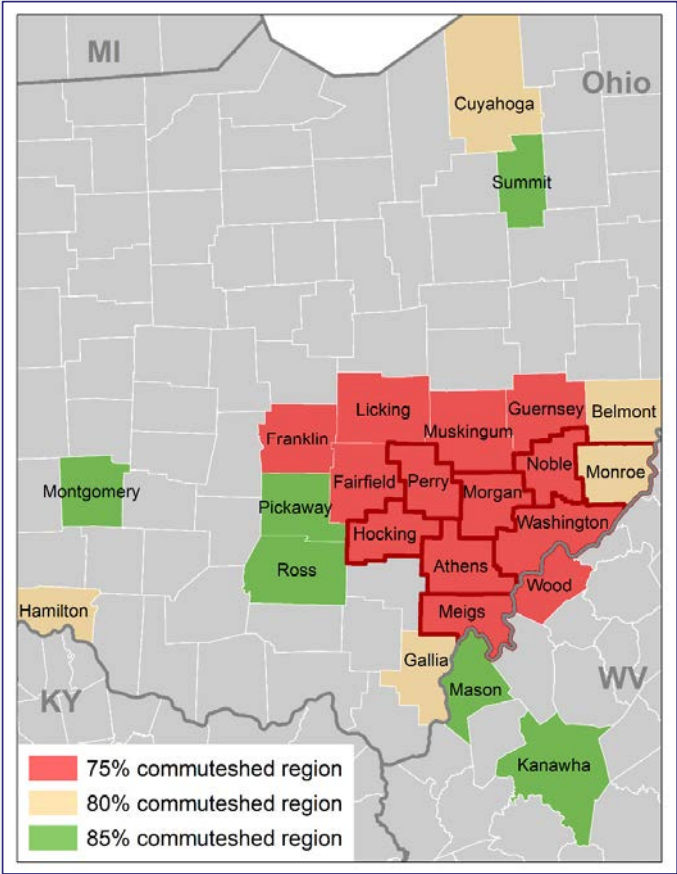 MI
Ohio
Cuyahoga
Summit
Licking
Guernsey
Belmont
Franklin
Muskingum
Noble
Monroe
Fairfield
Perry
Morgan
Montgomery
Pickaway
Washington
Hocking
Ross
Athens
Wood
Hamilton
Meigs
Gallia
WV
Mason
KY
Kanawha
75% commuteshed region
80% commuteshed region
85% commuteshed region